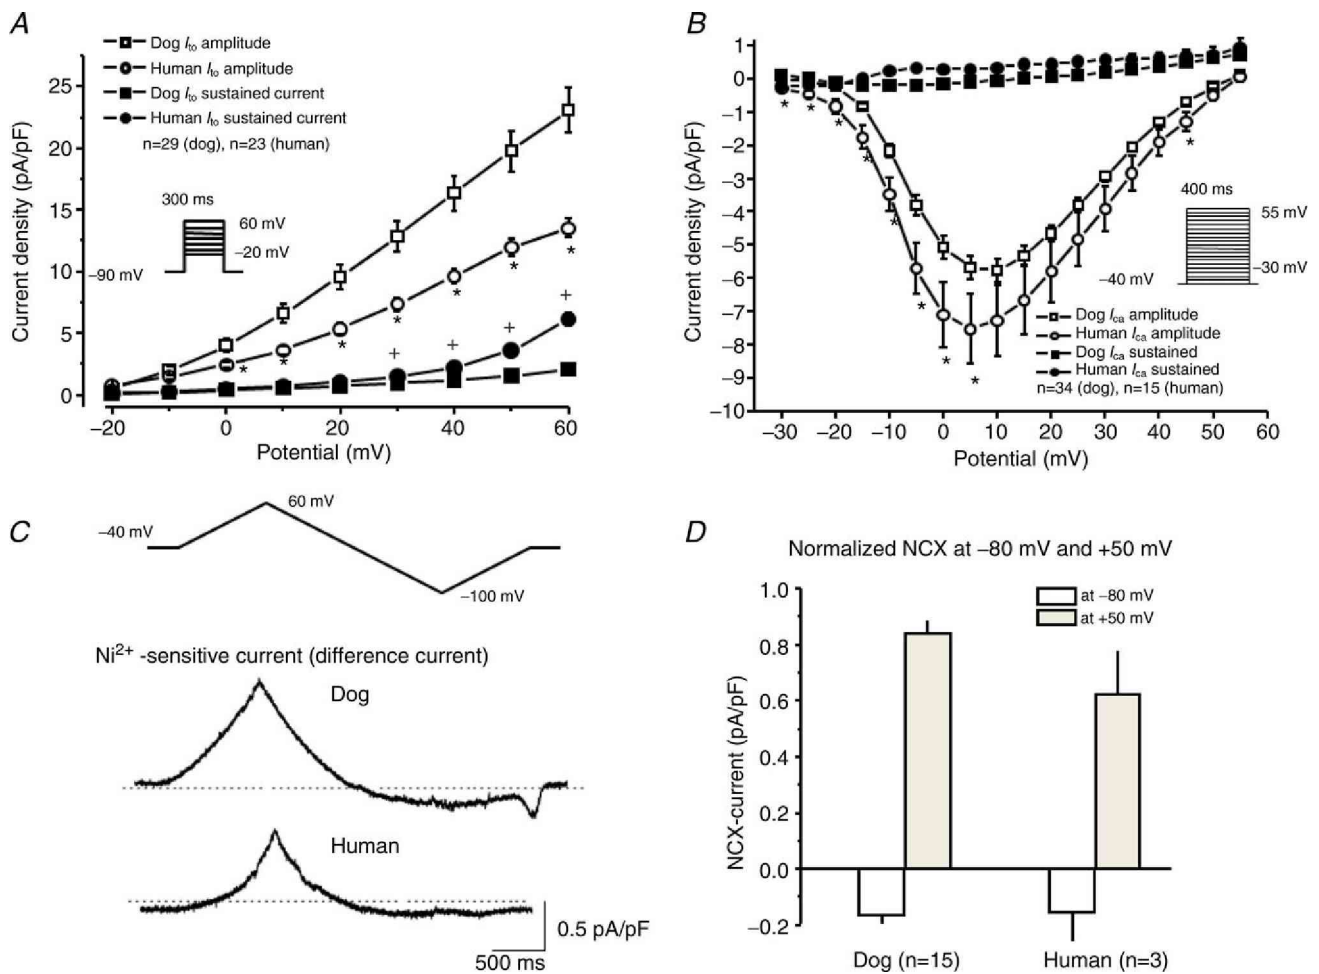 A
Dog Ito amplitude
Human Ito amplitude
Dog Ito sustained current
Human Ito sustained current
n=29 (dog), n=23 (human)
Current density (pA/pF)
25
20
15
10
5
0
300 ms
60 mV
−20 mV
−90 mV
* * * * * * *
+ + + +
−20 0 20 40 60
Potential (mV)
B
Current density (pA/pF)
1
0
−1
−2
−3
−4
−5
−6
−7
−8
−9
−10
* * * * * * * * *
400 ms
55 mV
−30 mV
−40 mV
Dog Ica amplitude
Human Ica amplitude
Dog Ica sustained
Human Ica sustained
n=34 (dog), n=15 (human)
−30 −20 −10 0 10 20 30 40 50 60
Potential (mV)
C
−40 mV
60 mV
−100 mV
Ni2+ -sensitive current (difference current)
Dog
Human
0.5 pA/pF
500 ms
D
Normalized NCX at −80 mV and +50 mV
at −80 mV
at +50 mV
NCX-current (pA/pF)
1.0
0.8
0.6
0.4
0.2
0.0
−0.2
Dog (n=15) Human (n=3)